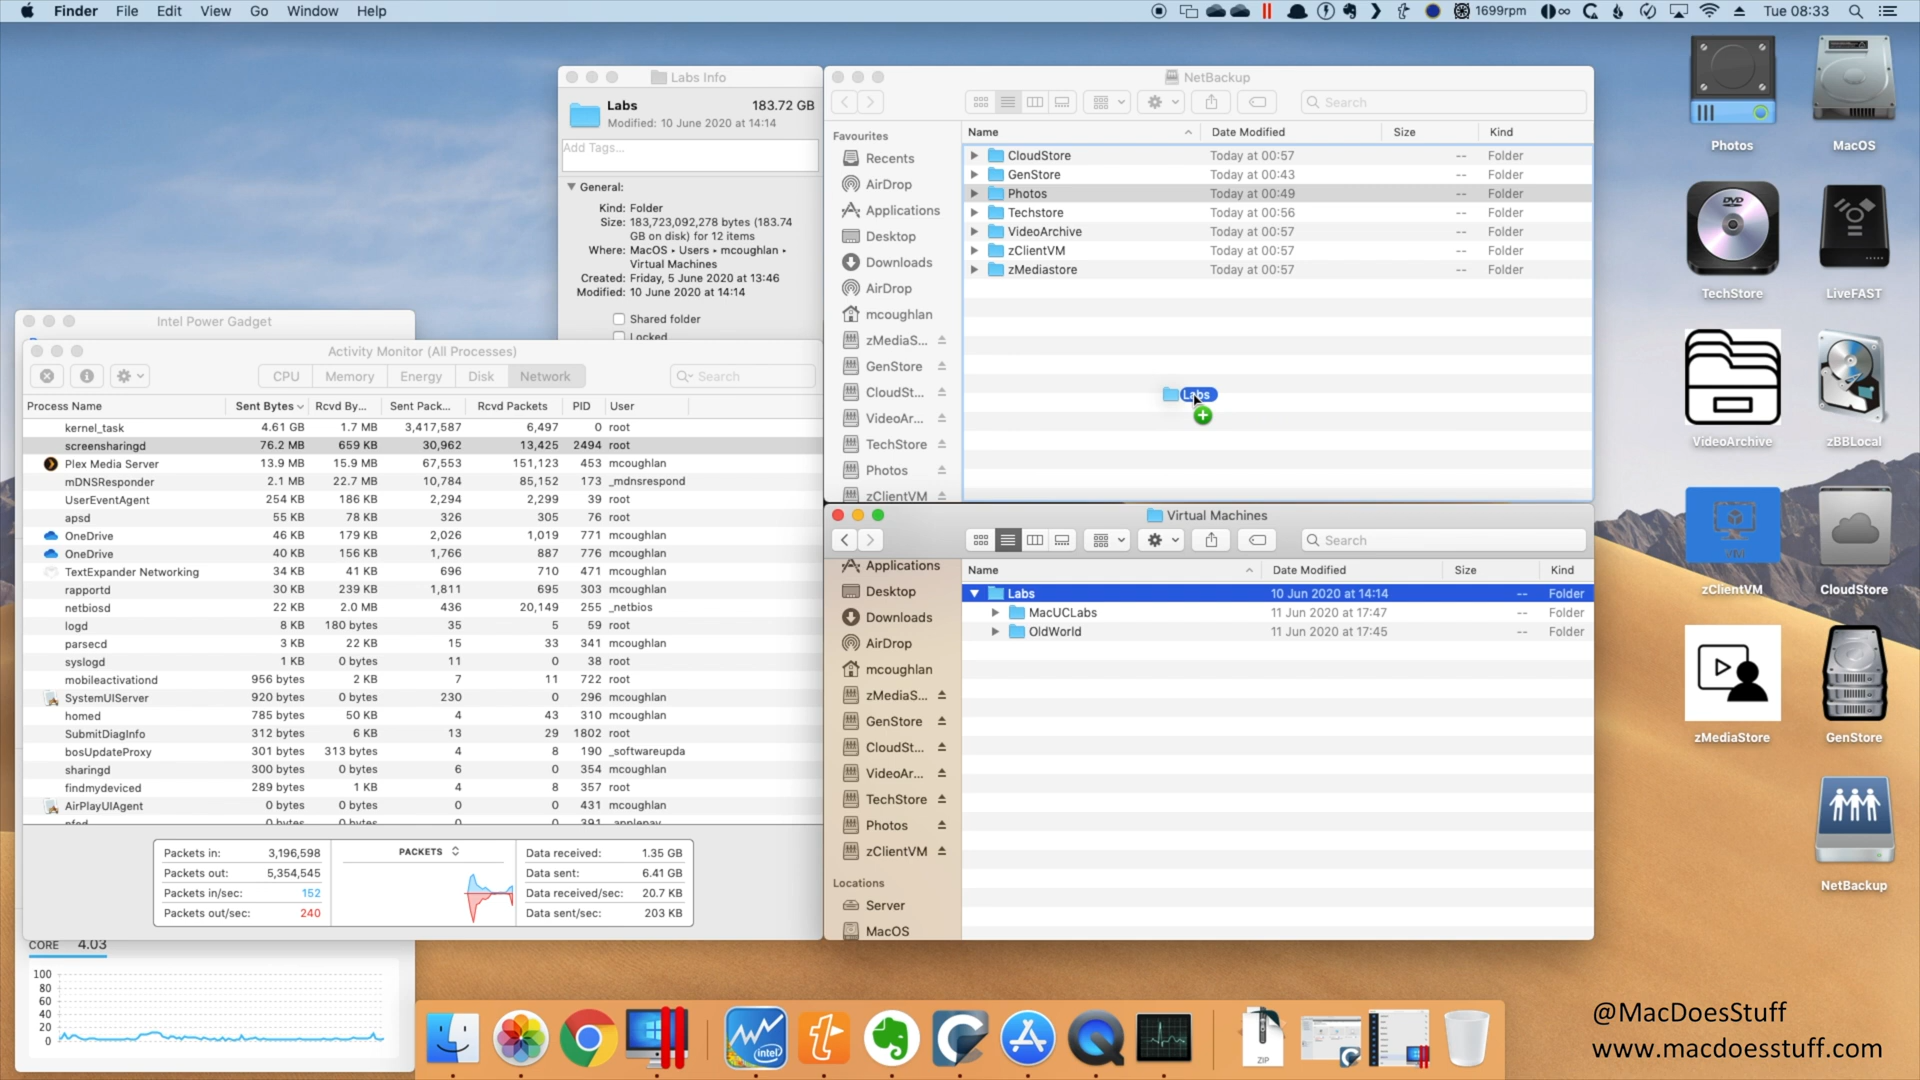 Finder File Edit View Go Window Help
1699rpm Tue 08:33
Labs Info
Labs 183.72 GB
Modified: 10 June 2020 at 14:14
Add Tags...
General:
Kind: Folder
Size: 183,723,092,278 bytes (183.74
GB on disk) for 12 items
Where: MacOS • Users • mcoughlan •
Virtual Machines
Created: Friday, 5 June 2020 at 13:46
Modified: 10 June 2020 at 14:14
Shared folder
Locked
NetBackup
Search
Favourites
Recents
AirDrop
Applications
Desktop
Downloads
AirDrop
mcoughlan
zMediaS...
GenStore
CloudSt...
VideoAr...
TechStore
Photos
zClientVM
Name Date Modified Size Kind
CloudStore Today at 00:57 -- Folder
GenStore Today at 00:43 -- Folder
Photos Today at 00:49 -- Folder
Techstore Today at 00:56 -- Folder
VideoArchive Today at 00:57 -- Folder
zClientVM Today at 00:57 -- Folder
zMediastore Today at 00:57 -- Folder
Labs
Virtual Machines
Search
Applications
Desktop
Downloads
AirDrop
mcoughlan
zMediaS...
GenStore
CloudSt...
VideoAr...
TechStore
Photos
zClientVM
Locations
Server
MacOS
Name Date Modified Size Kind
Labs 10 Jun 2020 at 14:14 -- Folder
MacUCLabs 11 Jun 2020 at 17:47 -- Folder
OldWorld 11 Jun 2020 at 17:45 -- Folder
Intel Power Gadget
Activity Monitor (All Processes)
CPU Memory Energy Disk Network
Search
Process Name Sent Bytes Rcvd By... Sent Pack... Rcvd Packets PID User
kernel_task 4.61 GB 1.7 MB 3,417,587 6,497 0 root
screensharingd 76.2 MB 659 KB 30,962 13,425 2494 root
Plex Media Server 13.9 MB 15.9 MB 67,553 151,123 453 mcoughlan
mDNSResponder 2.1 MB 22.7 MB 10,784 85,152 173 _mdnsrespond
UserEventAgent 254 KB 186 KB 2,294 2,299 39 root
apsd 55 KB 78 KB 326 305 76 root
OneDrive 46 KB 179 KB 2,026 1,019 771 mcoughlan
OneDrive 40 KB 156 KB 1,766 887 776 mcoughlan
TextExpander Networking 34 KB 41 KB 696 710 471 mcoughlan
rapportd 30 KB 239 KB 1,811 695 303 mcoughlan
netbiosd 22 KB 2.0 MB 436 20,149 255 _netbios
logd 8 KB 180 bytes 35 5 59 root
parsecd 3 KB 22 KB 15 33 341 mcoughlan
syslogd 1 KB 0 bytes 11 0 38 root
mobileactivationd 956 bytes 2 KB 7 11 722 root
SystemUIServer 920 bytes 0 bytes 230 0 296 mcoughlan
homed 785 bytes 50 KB 4 43 310 mcoughlan
SubmitDiagInfo 312 bytes 6 KB 13 29 1802 root
bosUpdateProxy 301 bytes 313 bytes 4 8 190 _softwareupda
sharingd 300 bytes 0 bytes 6 0 354 mcoughlan
findmydeviced 289 bytes 1 KB 4 8 357 root
AirPlayUIAgent 0 bytes 0 bytes 0 0 431 mcoughlan
0 bytes 0 bytes 0 0 391 _applepay
Packets in: 3,196,598
Packets out: 5,354,545
Packets in/sec: 152
Packets out/sec: 240
PACKETS
Data received: 1.35 GB
Data sent: 6.41 GB
Data received/sec: 20.7 KB
Data sent/sec: 203 KB
CORE 4.03
100
80
60
40
20
0
Photos
MacOS
DVD
TechStore
LiveFAST
VideoArchive
zBBLocal
zClientVM
CloudStore
zMediaStore
GenStore
NetBackup
intel
ZIP
@MacDoesStuff
www.macdoesstuff.com